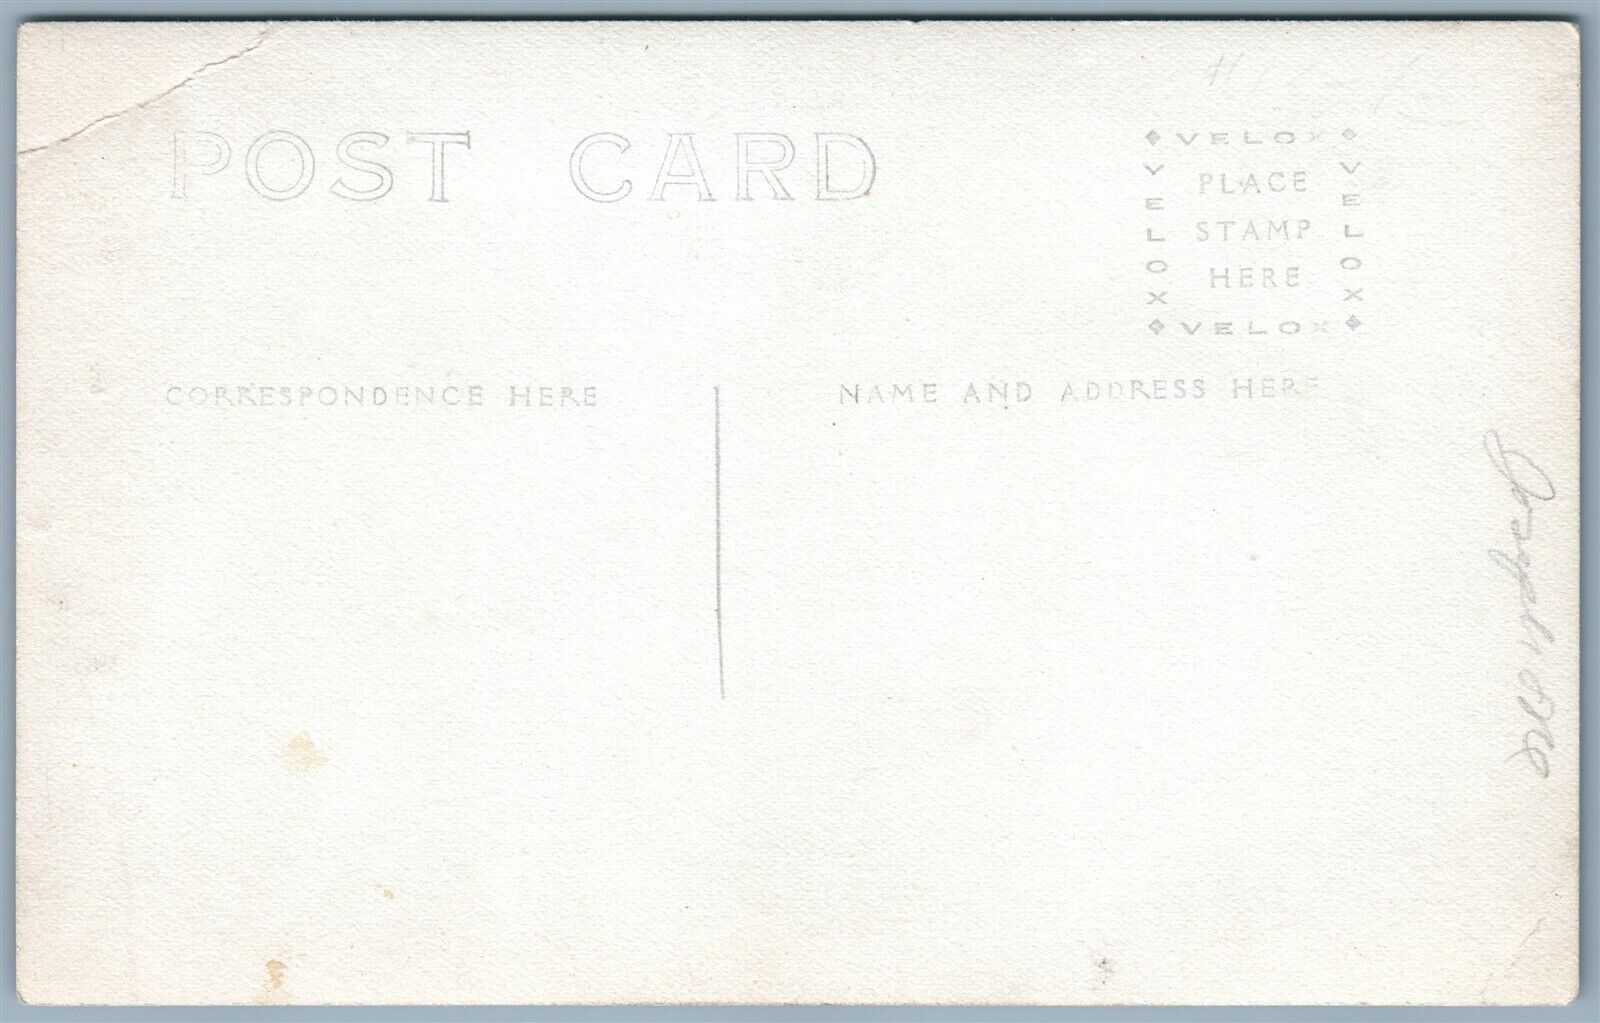 POST CARD
VELOX
VELOX
PLACE
STAMP
HERE
VELOX
VELOX
CORRESPONDENCE HERE
NAME AND ADDRESS HERE